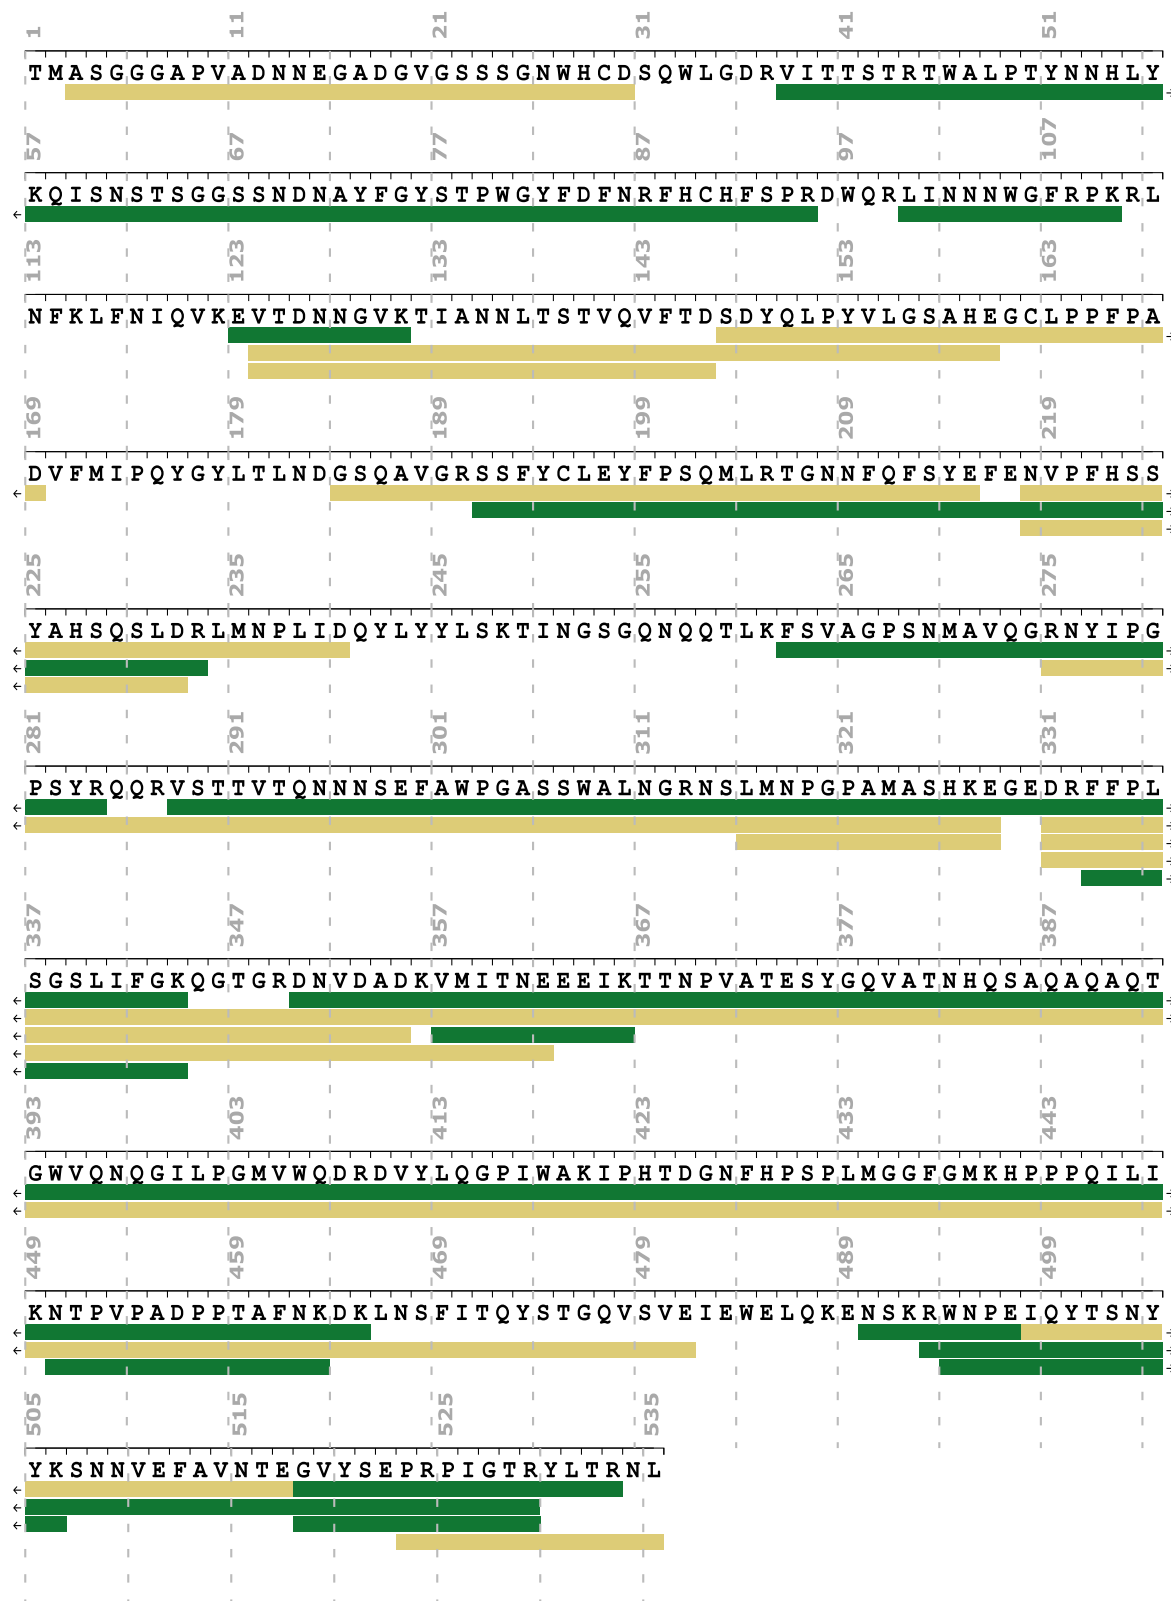 1 11 21 31 41 51
TMASGGGAPVADNNEGADGVGSSSGNWHCDSQWLGDRVITTSTRTWALPTYNNHLY
57 67 77 87 97 107
KQISNSTSGGSSNDNAYFGYSTPWGYFDFNRFHCHFSPRDWQRLINNNWGFRPKRL
113 123 133 143 153 163
NFKLFNIQVKEVTDNNGVKTIANNLTSTVQVFTDSDYQLPYVLGSAHEGCLPPFPA
169 179 189 199 209 219
DVFMIPQYGYLTLNDGSQAVGRSSFYCLEYFPSQMLRTGNNFQFSYEFENVPFHSS
225 235 245 255 265 275
YAHSQSLDRLMNPLIDQYLYYLSKTINGSGQNQQTLKFSVAGPSNMAVQGRNYIPG
281 291 301 311 321 331
PSYRQQRVSTTVTQNNNSEFAWPGASSWALNGRNSLMNPGPAMASHKEGEDRFFPL
337 347 357 367 377 387
SGSLIFGKQGTGRDNVDADKVMITNEEEIKTTNPVATESYGQVATNHQSAQAQAQT
393 403 413 423 433 443
GWVQNQGILPGMVWQDRDVYLQGPIWAKIPHTDGNFHPSPLMGGFGMKHPPPQILI
449 459 469 479 489 499
KNTPVPADPPTAFNKDKLNSFITQYSTGQVSVEIEWELQKENSKRWNPEIQYTSNY
505 515 525 535
YKSNNVEFAVNTEGVYSEPRPIGTRYLTRNL